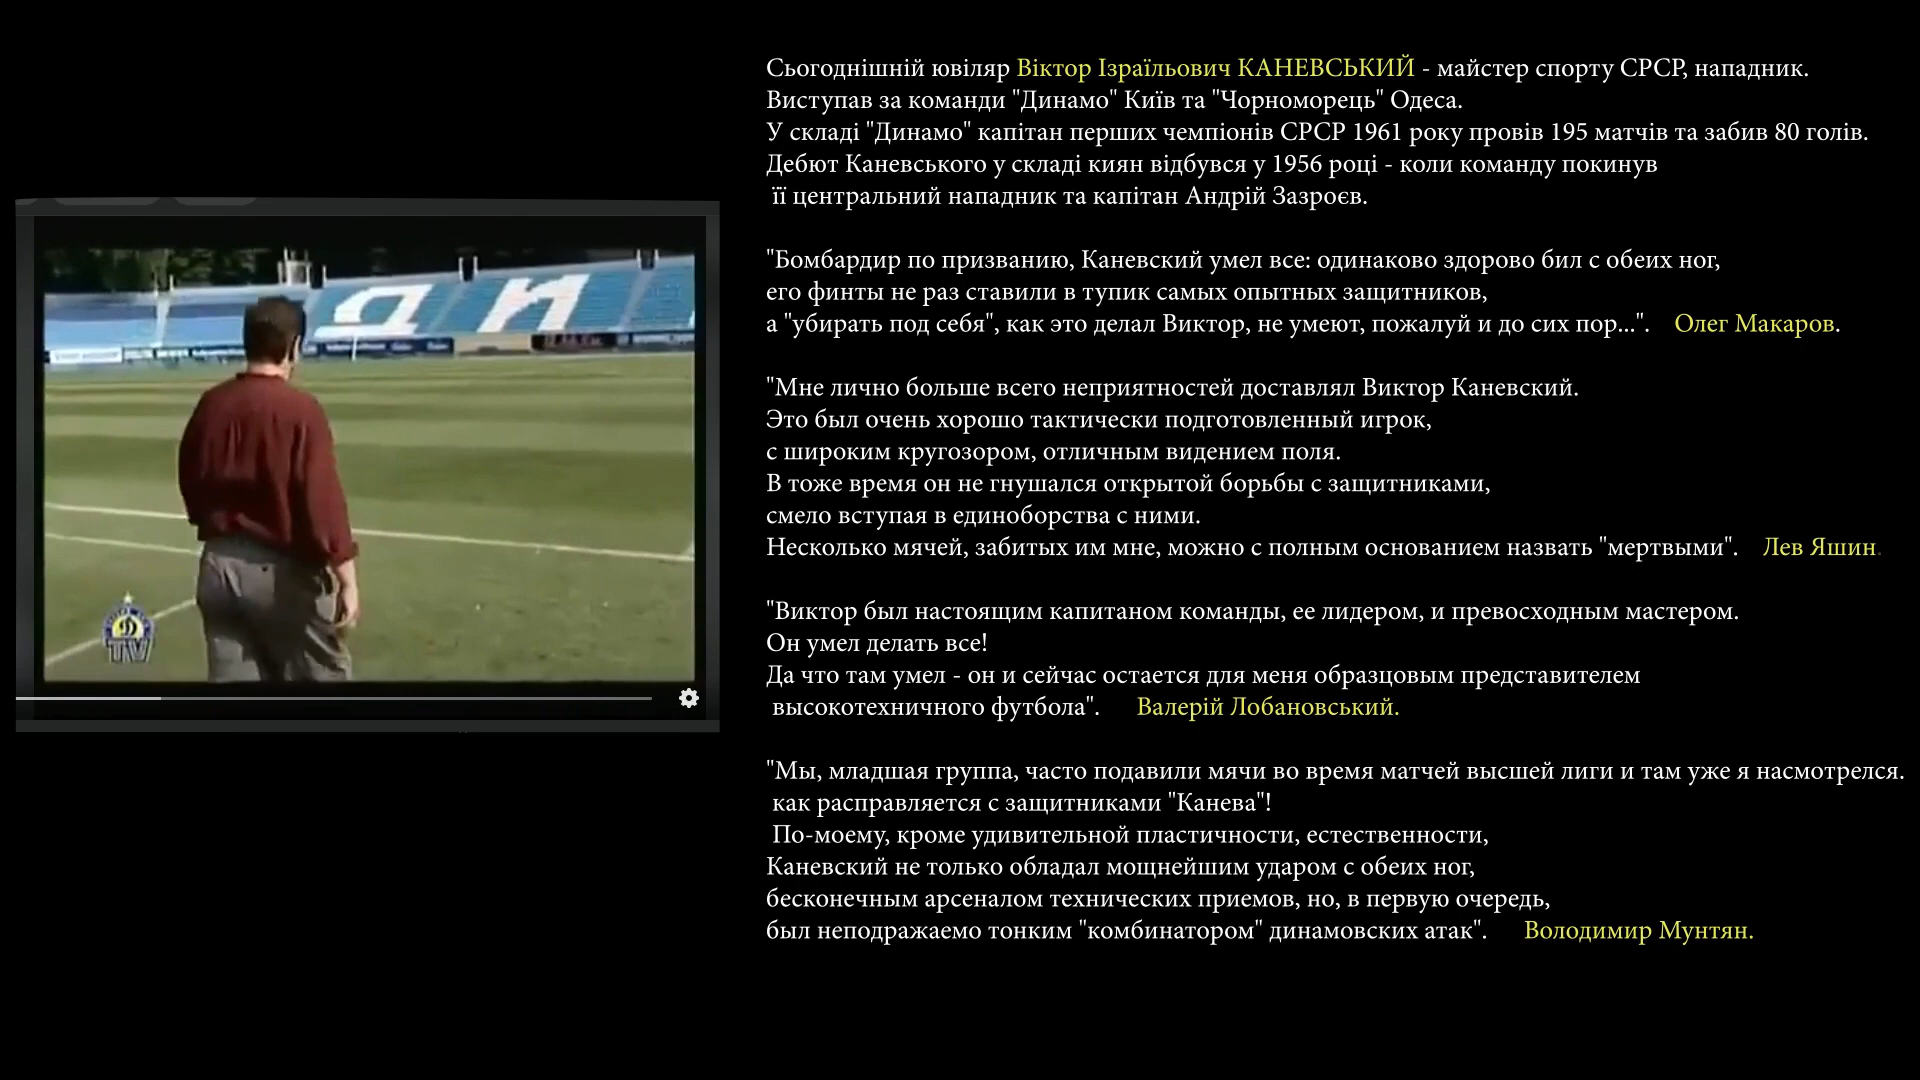 Сьогоднішній ювіляр Віктор Ізраїльович КАНЕВСЬКИЙ - майстер спорту СРСР, нападник.
Виступав за команди "Динамо" Київ та "Чорноморець" Одеса.
У складі "Динамо" капітан перших чемпіонів СРСР 1961 року провів 195 матчів та забив 80 голів.
Дебют Каневського у складі киян відбувся у 1956 році - коли команду покинув
її центральний нападник та капітан Андрій Зазроєв.
"Бомбардир по призванию, Каневский умел все: одинаково здорово бил с обеих ног,
его финты не раз ставили в тупик самых опытных защитников,
а "убирать под себя", как это делал Виктор, не умеют, пожалуй и до сих пор...". Олег Макаров.
"Мне лично больше всего неприятностей доставлял Виктор Каневский.
Это был очень хорошо тактически подготовленный игрок,
с широким кругозором, отличным видением поля.
В тоже время он не гнушался открытой борьбы с защитниками,
смело вступая в единоборства с ними.
Несколько мячей, забитых им мне, можно с полным основанием назвать "мертвыми". Лев Яшин.
"Виктор был настоящим капитаном команды, ее лидером, и превосходным мастером.
Он умел делать все!
Да что там умел - он и сейчас остается для меня образцовым представителем
высокотехничного футбола". Валерій Лобановський.
"Мы, младшая группа, часто подавили мячи во время матчей высшей лиги и там уже я насмотрелся.
как расправляется с защитниками "Канева"!
По-моему, кроме удивительной пластичности, естественности,
Каневский не только обладал мощнейшим ударом с обеих ног,
бесконечным арсеналом технических приемов, но, в первую очередь,
был неподражаемо тонким "комбинатором" динамовских атак". Володимир Мунтян.
ДИ
TV